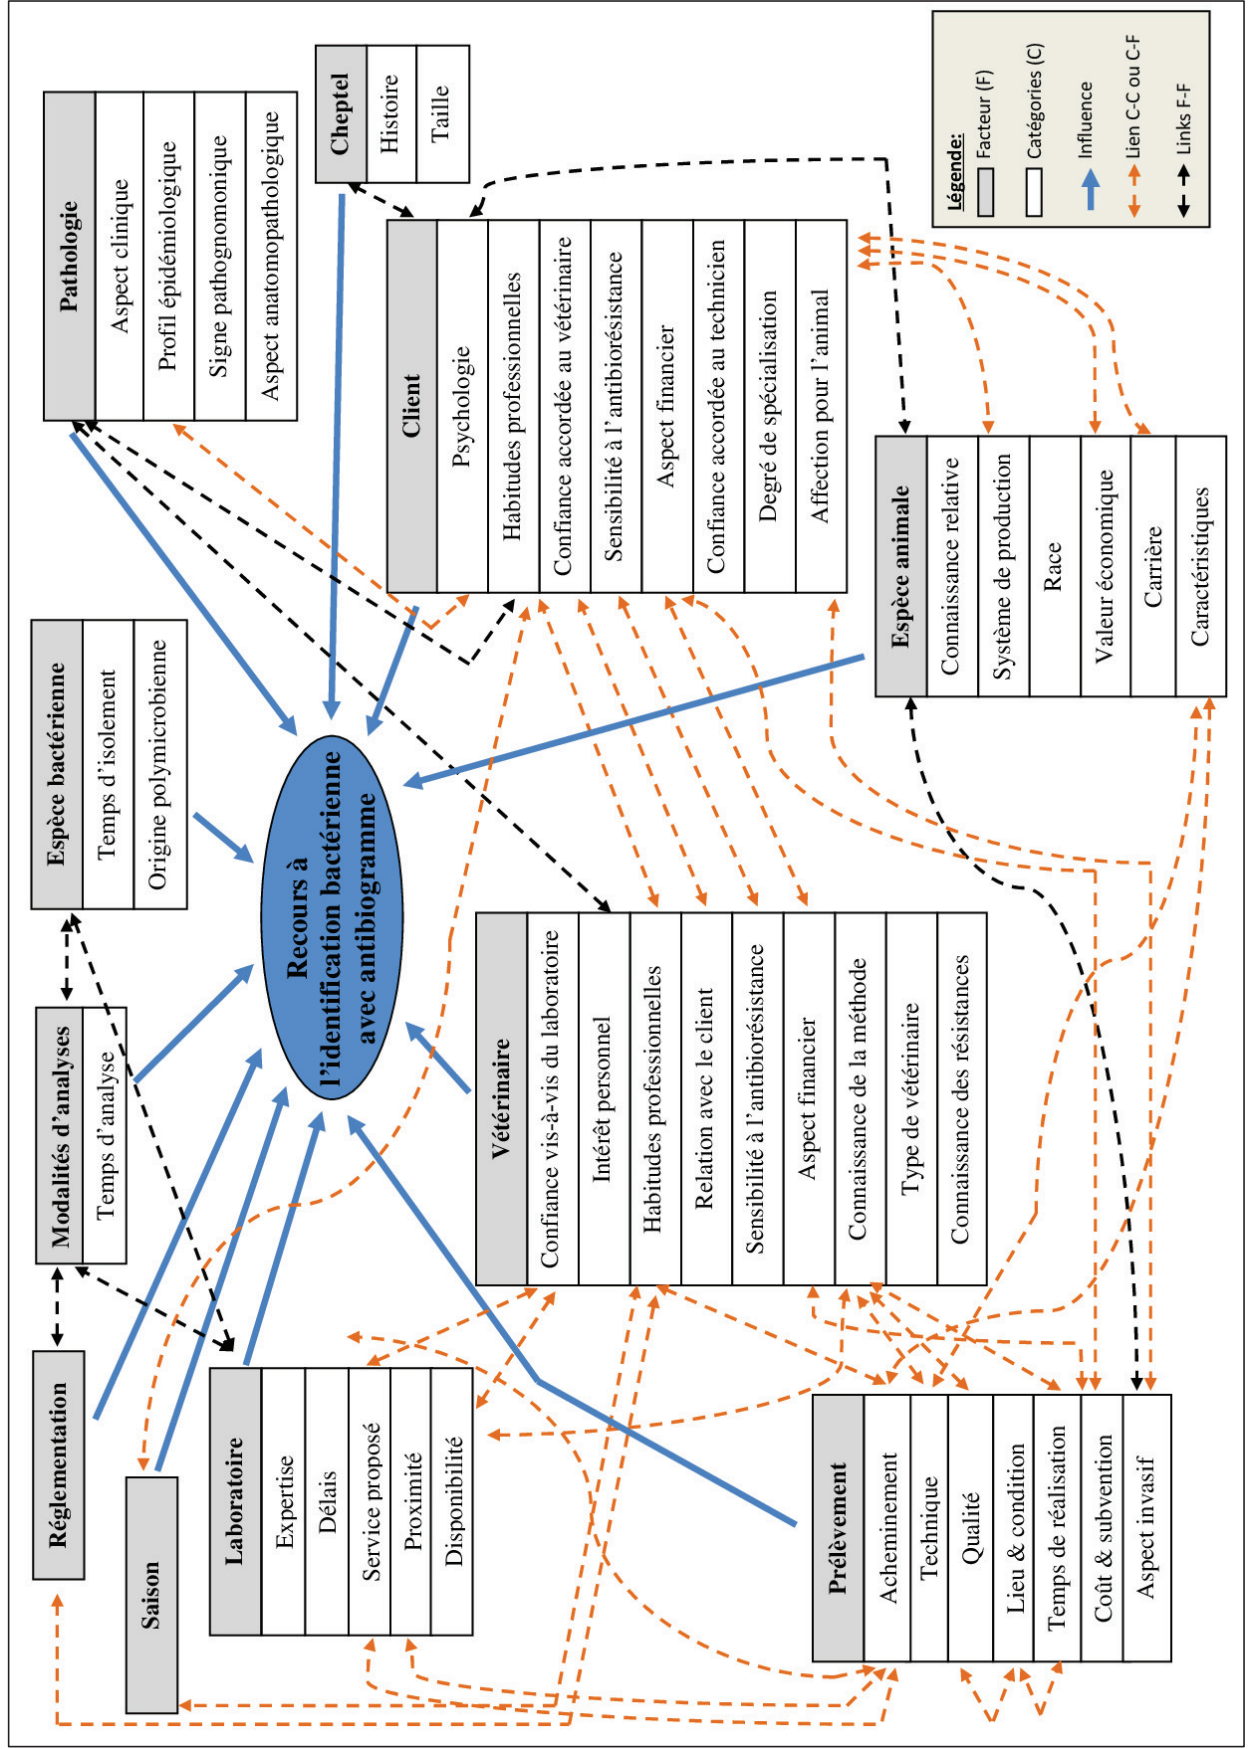 Réglementation
Modalités d'analyses
Temps d'analyse
Espèce bactérienne
Temps d'isolement
Origine polymicrobienne
Pathologie
Aspect clinique
Profil épidémiologique
Signe pathognomonique
Aspect anatomopathologique
Saison
Laboratoire
Expertise
Délais
Service proposé
Proximité
Disponibilité
Recours à
l'identification bactérienne
avec antibiogramme
Cheptel
Histoire
Taille
Client
Psychologie
Habitudes professionnelles
Confiance accordée au vétérinaire
Sensibilité à l'antibiorésistance
Aspect financier
Confiance accordée au technicien
Degré de spécialisation
Affection pour l'animal
Vétérinaire
Confiance vis-à-vis du laboratoire
Intérêt personnel
Habitudes professionnelles
Relation avec le client
Sensibilité à l'antibiorésistance
Aspect financier
Connaissance de la méthode
Type de vétérinaire
Connaissance des résistances
Prélèvement
Acheminement
Technique
Qualité
Lieu & condition
Temps de réalisation
Coût & subvention
Aspect invasif
Espèce animale
Connaissance relative
Système de production
Race
Valeur économique
Carrière
Caractéristiques
Légende:
Facteur (F)
Catégories (C)
Influence
Lien C-C ou C-F
Links F-F